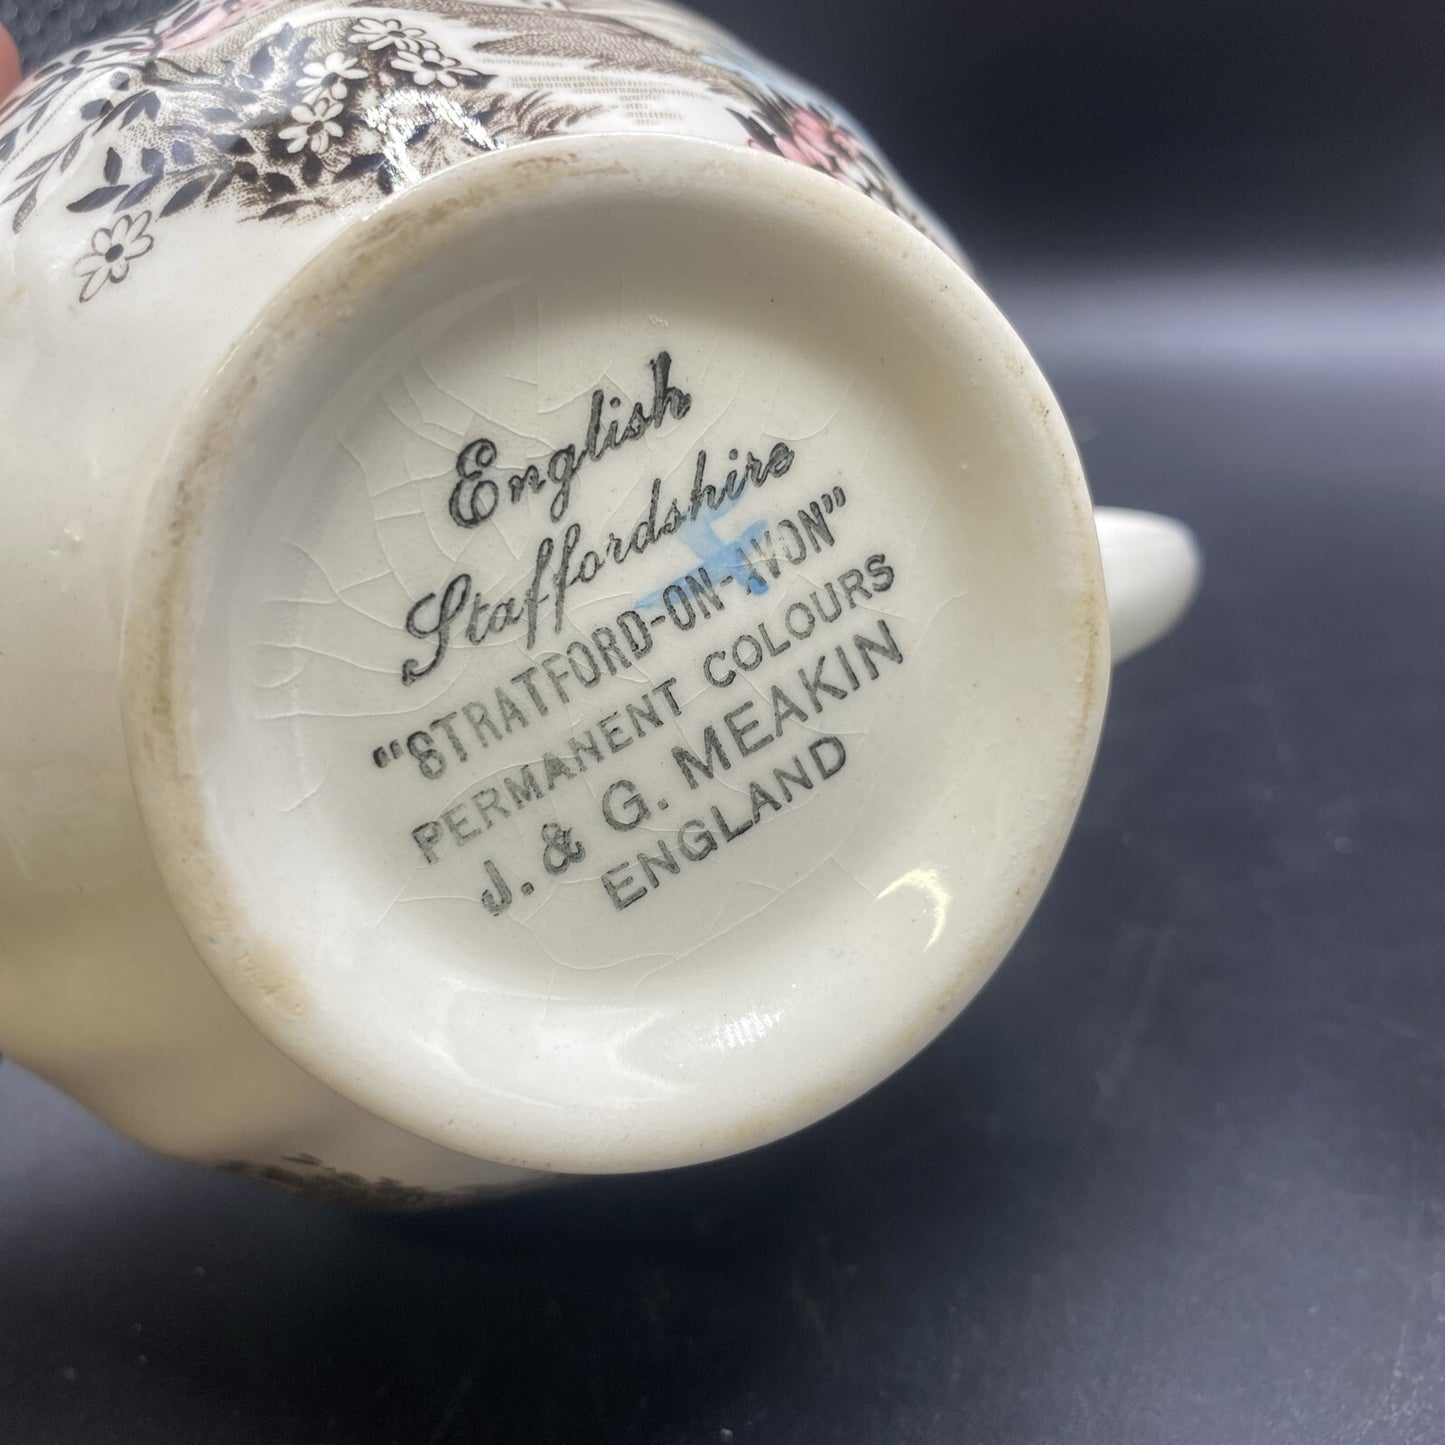 English
Staffordshire
"STRATFORD-ON-AVON"
PERMANENT COLOURS
J. & G. MEAKIN
ENGLAND